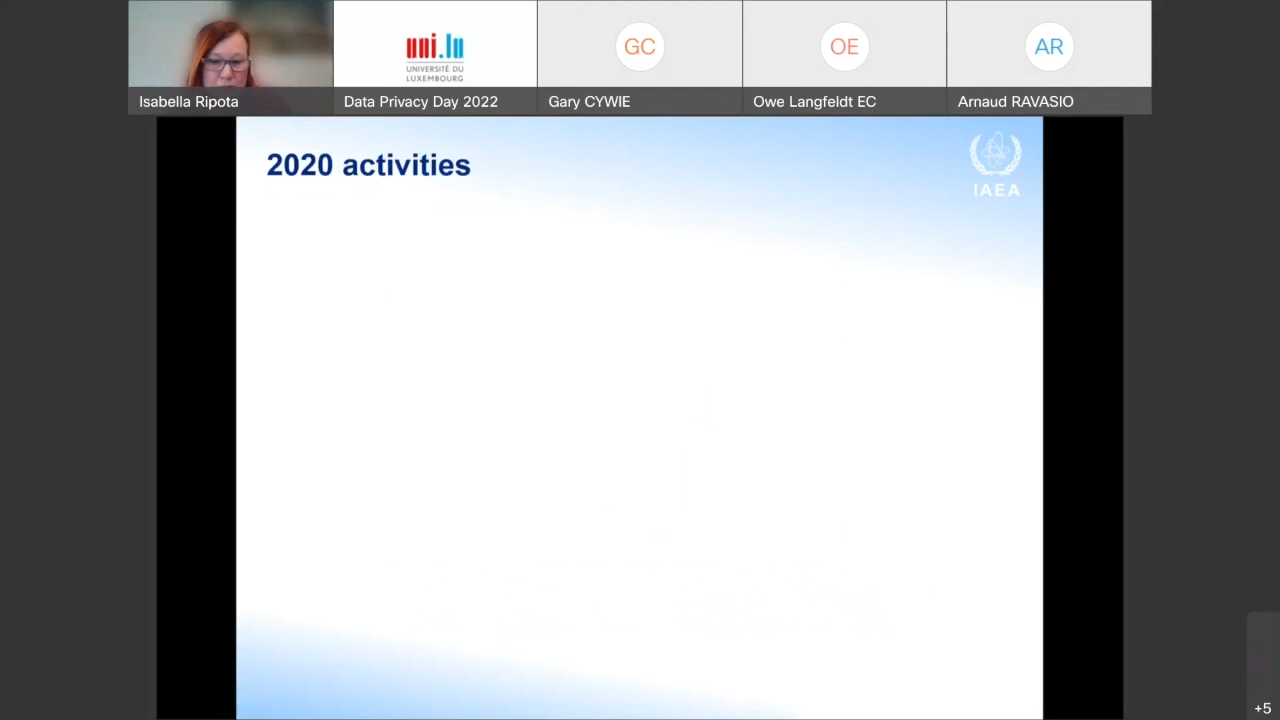 uni.lu
UNIVERSITÉ DU
LUXEMBOURG
GC
OE
AR
Isabella Ripota
Data Privacy Day 2022
Gary CYWIE
Owe Langfeldt EC
Arnaud RAVASIO
2020 activities
IAEA
+5